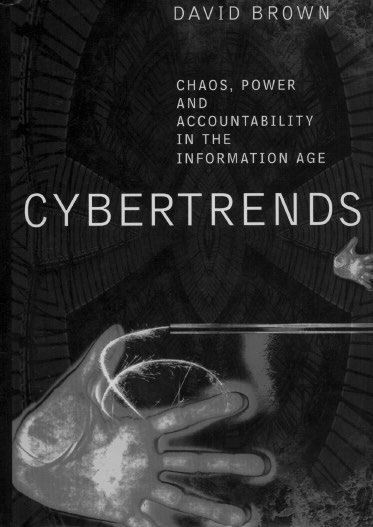 DAVID BROWN
CHAOS, POWER
AND
ACCOUNTABILITY
IN THE
INFORMATION AGE
CYBERTRENDS